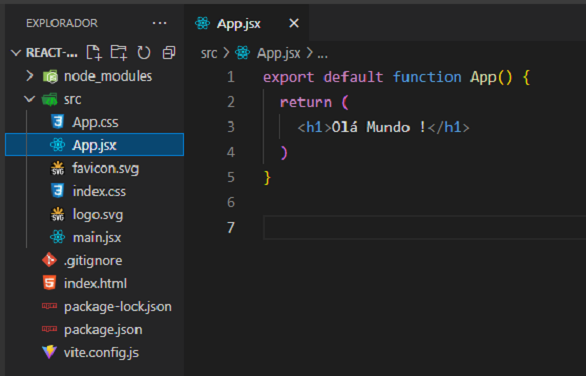 EXPLORADOR ...
REACT-...
node_modules
src
App.css
App.jsx
favicon.svg
index.css
logo.svg
main.jsx
.gitignore
index.html
package-lock.json
package.json
vite.config.js
App.jsx
src > App.jsx > ...
1 export default function App() {
2 return (
3 <h1>Olá Mundo !</h1>
4 )
5 }
6
7